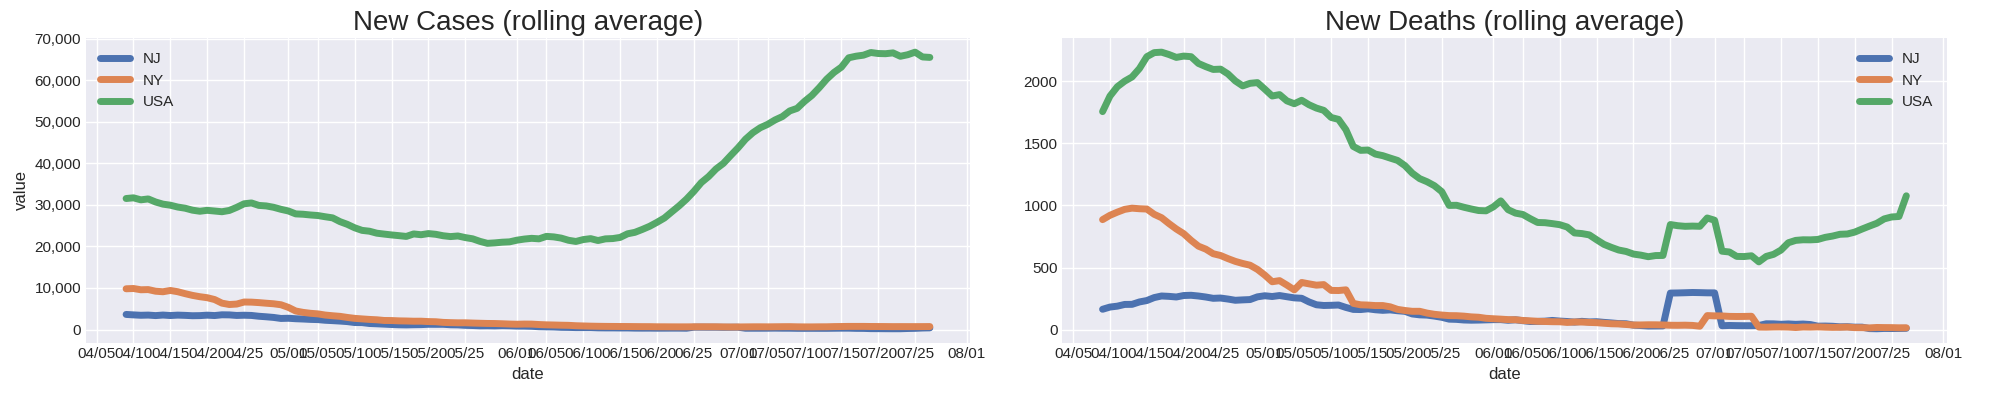 New Cases (rolling average)
70,000
60,000
50,000
40,000
30,000
20,000
10,000
0
value
NJ
NY
USA
04/05 04/10 04/15 04/20 04/25 05/01 05/05 05/10 05/15 05/20 05/25 06/01 06/05 06/10 06/15 06/20 06/25 07/01 07/05 07/10 07/15 07/20 07/25 08/01
date
New Deaths (rolling average)
2000
1500
1000
500
0
NJ
NY
USA
04/05 04/10 04/15 04/20 04/25 05/01 05/05 05/10 05/15 05/20 05/25 06/01 06/05 06/10 06/15 06/20 06/25 07/01 07/05 07/10 07/15 07/20 07/25 08/01
date